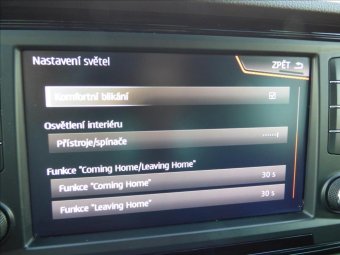 Nastavení světel
ZPĚT
Komfortní blikání
Osvětlení interiéru
Přístroje/spínače
Funkce "Coming Home/Leaving Home"
Funkce "Coming Home" 30 s
Funkce "Leaving Home" 30 s